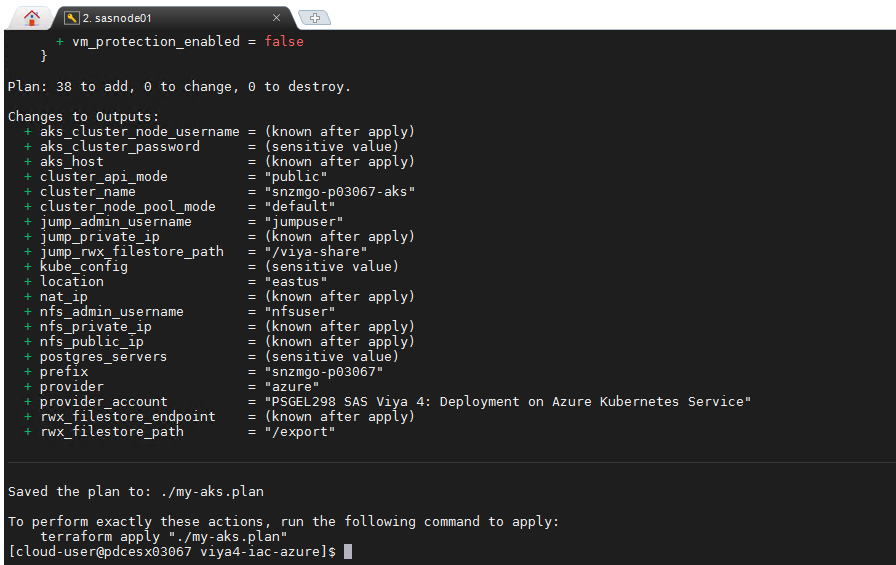 2. sasnode01
+ vm_protection_enabled = false
}
Plan: 38 to add, 0 to change, 0 to destroy.
Changes to Outputs:
+ aks_cluster_node_username = (known after apply)
+ aks_cluster_password      = (sensitive value)
+ aks_host                  = (known after apply)
+ cluster_api_mode          = "public"
+ cluster_name              = "snzmgo-p03067-aks"
+ cluster_node_pool_mode    = "default"
+ jump_admin_username       = "jumpuser"
+ jump_private_ip           = (known after apply)
+ jump_rwx_filestore_path   = "/viya-share"
+ kube_config               = (sensitive value)
+ location                  = "eastus"
+ nat_ip                    = (known after apply)
+ nfs_admin_username        = "nfsuser"
+ nfs_private_ip            = (known after apply)
+ nfs_public_ip             = (known after apply)
+ postgres_servers          = (sensitive value)
+ prefix                    = "snzmgo-p03067"
+ provider                  = "azure"
+ provider_account          = "PSGEL298 SAS Viya 4: Deployment on Azure Kubernetes Service"
+ rwx_filestore_endpoint    = (known after apply)
+ rwx_filestore_path        = "/export"
Saved the plan to: ./my-aks.plan
To perform exactly these actions, run the following command to apply:
terraform apply "./my-aks.plan"
[cloud-user@pdcesx03067 viya4-iac-azure]$